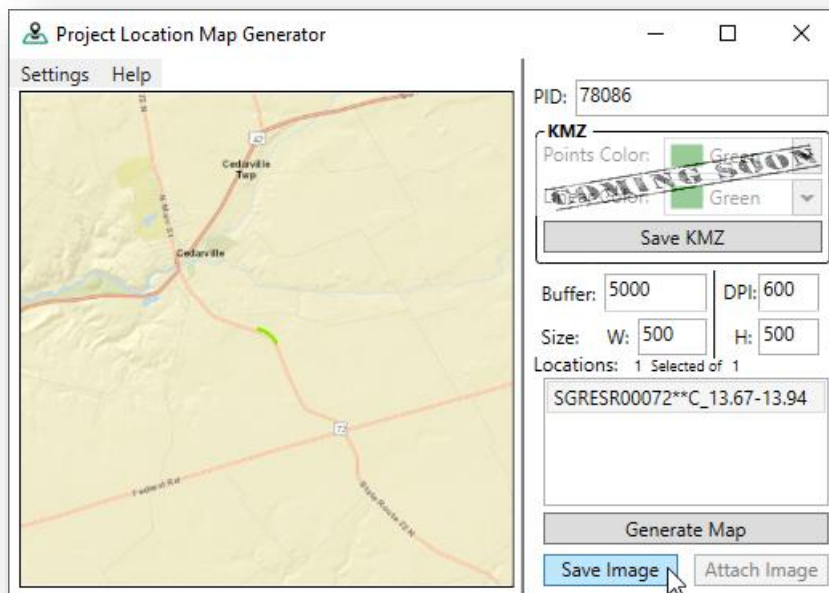 Project Location Map Generator
Settings Help
72 N
42
Cedarville
Twp
N Main St
Cedarville
72
Federal Rd
State Route 72 N
PID: 78086
KMZ
Points Color: Green
COMING SOON
Color: Green
Save KMZ
Buffer: 5000 DPI: 600
Size: W: 500 H: 500
Locations: 1 Selected of 1
SGRESR00072**C_13.67-13.94
Generate Map
Save Image Attach Image